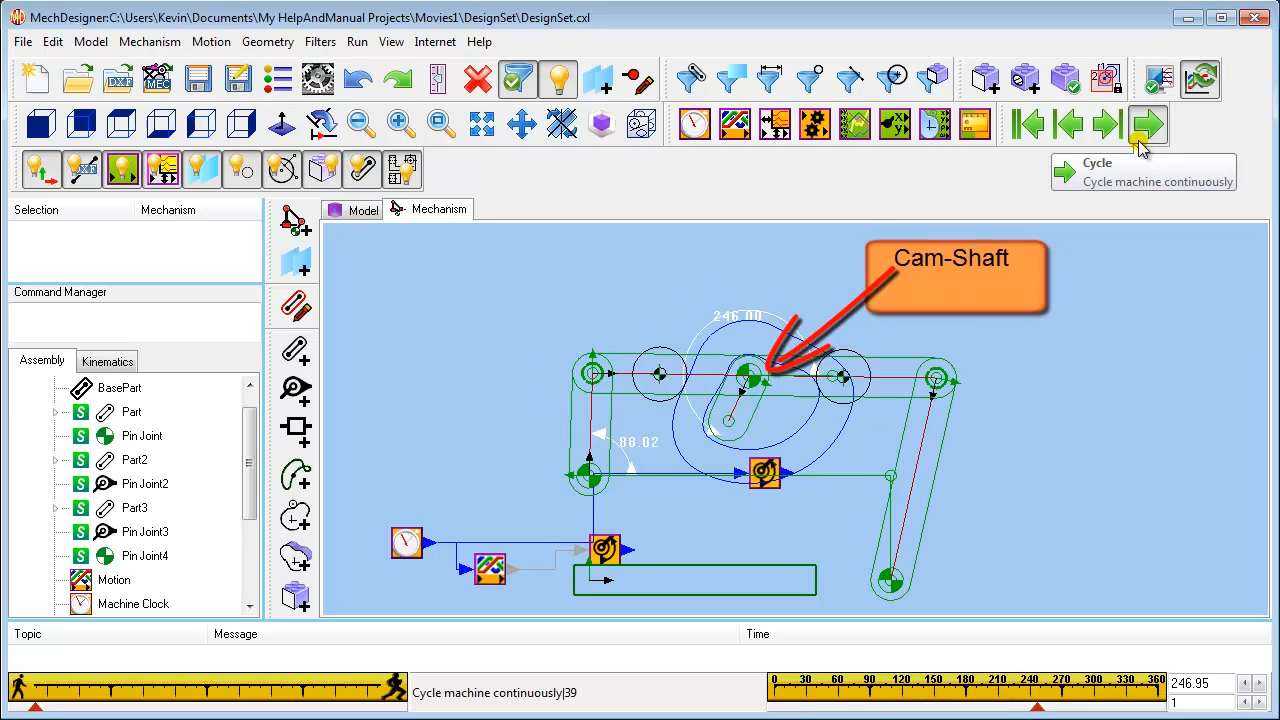 MechDesigner:C:\Users\Kevin\Documents\My HelpAndManual Projects\Movies1\DesignSet\DesignSet.cxl
File Edit Model Mechanism Motion Geometry Filters Run View Internet Help
DXF MEC
XF
Cycle
Cycle machine continuously
Selection Mechanism
Model Mechanism
Command Manager
Assembly Kinematics
BasePart
S Part
S Pin Joint
S Part2
S Pin Joint2
S Part3
S Pin Joint3
S Pin Joint4
Motion
Machine Clock
Cam-Shaft
246.00
88.02
Topic Message Time
Cycle machine continuously|39
0 30 60 90 120 150 180 210 240 270 300 330 360
246.95
1